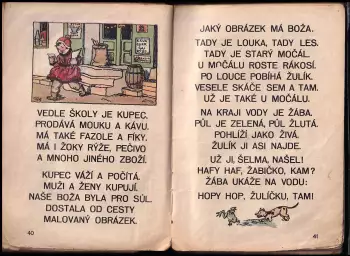 VEDLE ŠKOLY JE KUPEC.
PRODÁVÁ MOUKU A KÁVU.
MÁ TAKÉ FAZOLE A FÍKY.
MÁ I ŽOKY RÝŽE, PEČIVO
A MNOHO JINÉHO ZBOŽÍ.
KUPEC VÁŽÍ A POČÍTÁ.
MUŽI A ŽENY KUPUJÍ.
NAŠE BOŽA BYLA PRO SŮL.
DOSTALA OD CESTY
MALOVANÝ OBRÁZEK.
40
JAKÝ OBRÁZEK MÁ BOŽA.
TADY JE LOUKA, TADY LES.
TADY JE STARÝ MOČÁL.
U MOČÁLU ROSTE RÁKOSÍ.
PO LOUCE POBÍHÁ ŽULÍK.
VESELE SKÁČE SEM A TAM.
UŽ JE TAKÉ U MOČÁLU.
NA KRAJI VODY JE ŽÁBA.
PŮL JE ZELENÁ, PŮL ŽLUTÁ.
POHLÍŽÍ JAKO ŽIVÁ.
ŽULÍK JI ASI NAJDE.
UŽ JI, ŠELMA, NAŠEL!
HAFY HAF, ŽABIČKO, KAM?
ŽÁBA UKÁŽE NA VODU:
HOPY HOP, ŽULÍČKU, TAM!
41